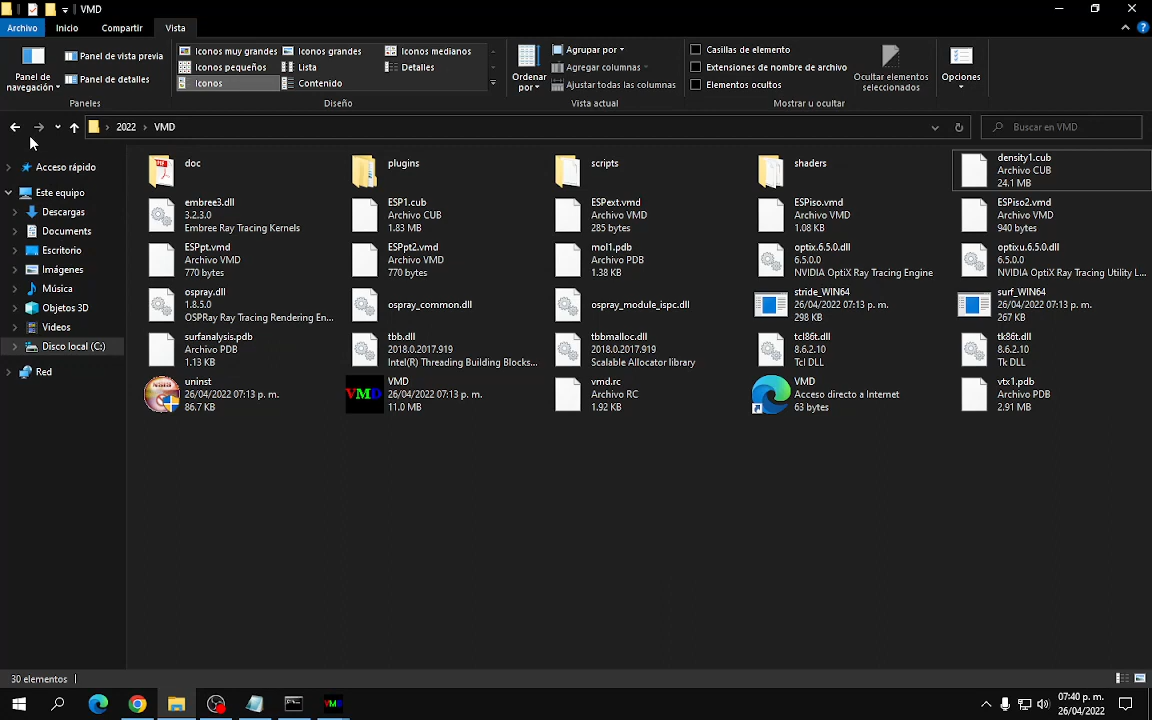 VMD
Archivo
Inicio
Compartir
Vista
Panel de navegación
Panel de vista previa
Panel de detalles
Paneles
Iconos muy grandes
Iconos grandes
Iconos medianos
Iconos pequeños
Lista
Detalles
Iconos
Contenido
Diseño
Ordenar por
Agrupar por
Agregar columnas
Ajustar todas las columnas
Vista actual
Casillas de elemento
Extensiones de nombre de archivo
Elementos ocultos
Ocultar elementos seleccionados
Mostrar u ocultar
Opciones
2022 VMD
Buscar en VMD
Acceso rápido
Este equipo
Descargas
Documents
Escritorio
Imágenes
Música
Objetos 3D
Videos
Disco local (C:)
Red
doc
plugins
scripts
shaders
density1.cub
Archivo CUB
24.1 MB
embree3.dll
3.2.3.0
Embree Ray Tracing Kernels
ESP1.cub
Archivo CUB
1.83 MB
ESPext.vmd
Archivo VMD
285 bytes
ESPiso.vmd
Archivo VMD
1.08 KB
ESPiso2.vmd
Archivo VMD
940 bytes
ESPpt.vmd
Archivo VMD
770 bytes
ESPpt2.vmd
Archivo VMD
770 bytes
mol1.pdb
Archivo PDB
1.38 KB
optix.6.5.0.dll
6.5.0.0
NVIDIA OptiX Ray Tracing Engine
optixu.6.5.0.dll
6.5.0.0
NVIDIA OptiX Ray Tracing Utility L...
ospray.dll
1.8.5.0
OSPRay Ray Tracing Rendering En...
ospray_common.dll
ospray_module_ispc.dll
stride_WIN64
26/04/2022 07:13 p. m.
298 KB
surf_WIN64
26/04/2022 07:13 p. m.
267 KB
surfanalysis.pdb
Archivo PDB
1.13 KB
tbb.dll
2018.0.2017.919
Intel(R) Threading Building Blocks...
tbbmalloc.dll
2018.0.2017.919
Scalable Allocator library
tcl86t.dll
8.6.2.10
Tcl DLL
tk86t.dll
8.6.2.10
Tk DLL
uninst
26/04/2022 07:13 p. m.
86.7 KB
VMD
VMD
26/04/2022 07:13 p. m.
11.0 MB
vmd.rc
Archivo RC
1.92 KB
VMD
Acceso directo a Internet
63 bytes
vtx1.pdb
Archivo PDB
2.91 MB
30 elementos
VMD
07:40 p. m.
26/04/2022